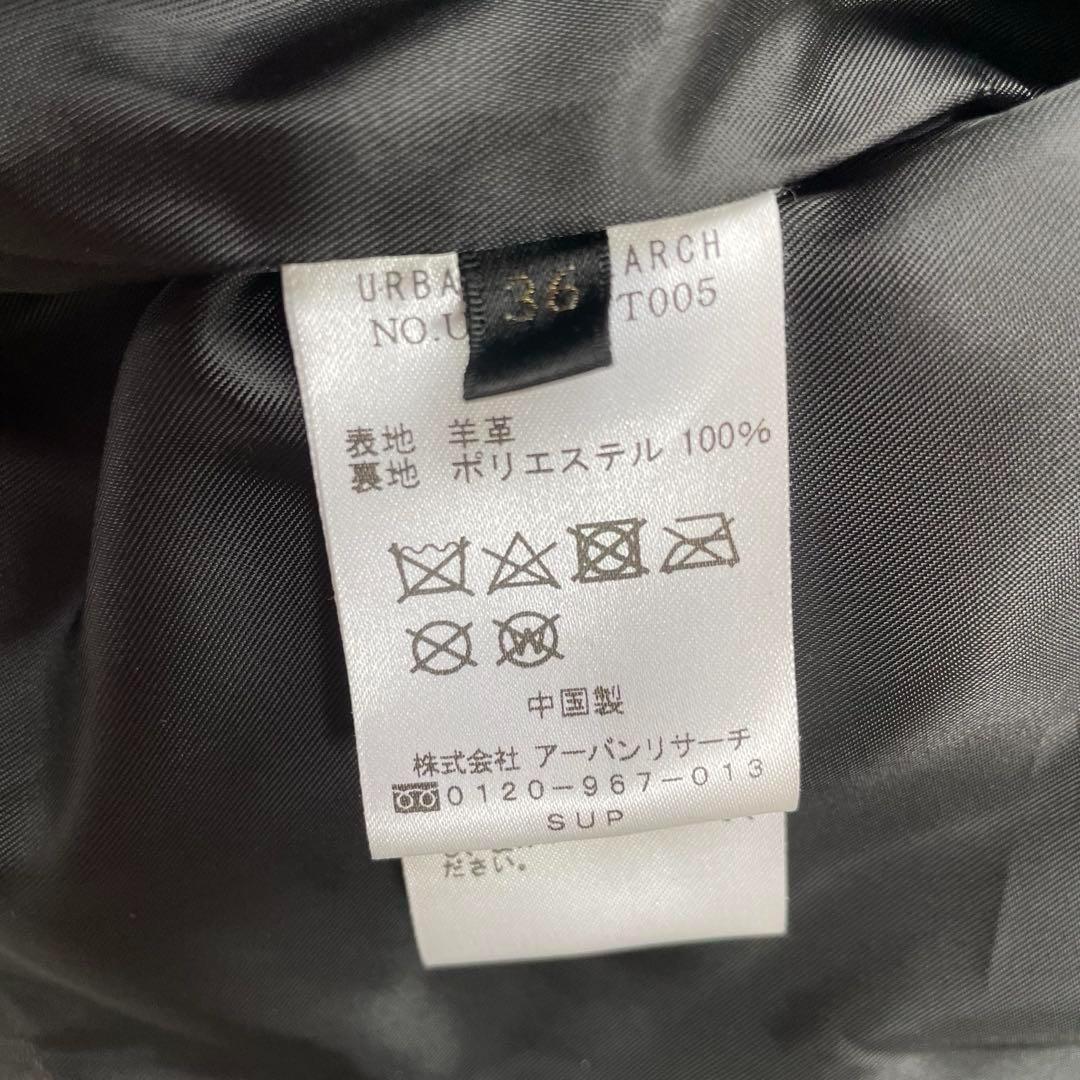 URBA
ARCH
36
NO.U
T005
表地 羊革
裏地 ポリエステル 100%
W
中国製
株式会社 アーバンリサーチ
0120-967-013
SUP
ださい。